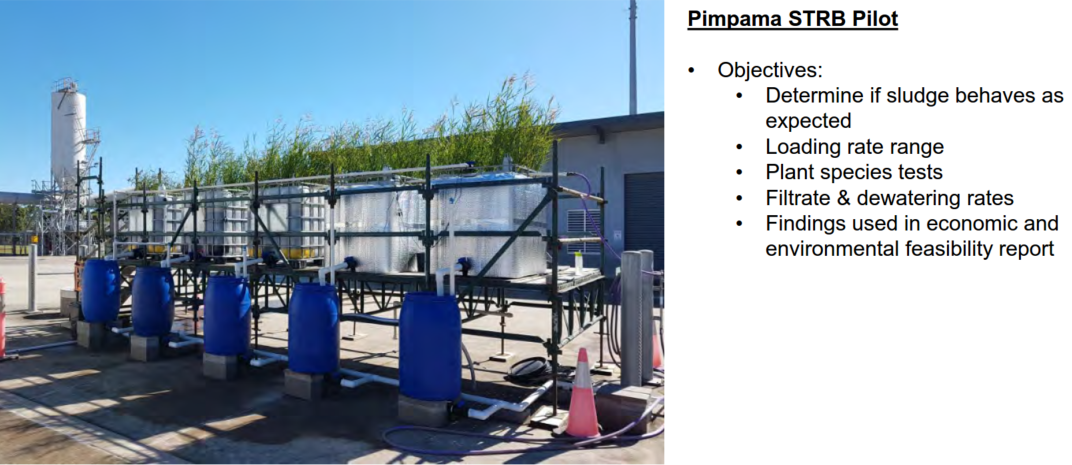 Pimpama STRB Pilot
• Objectives:
• Determine if sludge behaves as
expected
• Loading rate range
• Plant species tests
• Filtrate & dewatering rates
• Findings used in economic and
environmental feasibility report